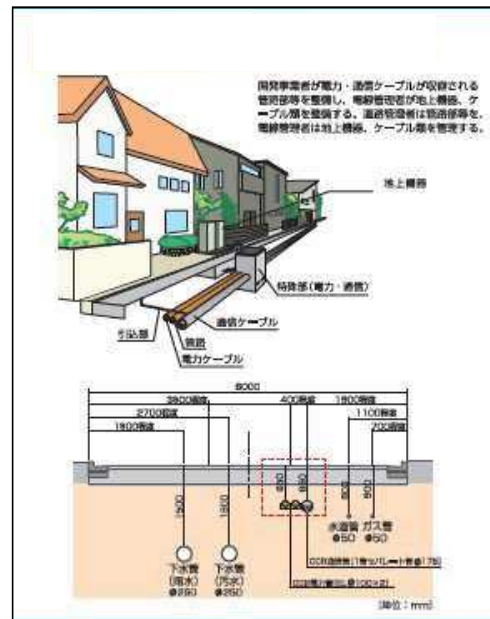 開発事業者が電力・通信ケーブルが収容される
管路部等を整備し、電線管理者が地上機器、ケ
ーブル類を整備する。道路管理者は管路部等を、
電線管理者は地上機器、ケーブル類を管理する。
地上機器
特殊部(電力・通信)
通信ケーブル
引込部
管路
電力ケーブル
6000
3800程度 400程度 1800程度
2700程度 1100程度
1800程度 700程度
1500 1500 600 600
水道管 ガス管
φ50 φ50
下水管 下水管
(雨水) (汚水)
φ250 φ250
(単位:mm)